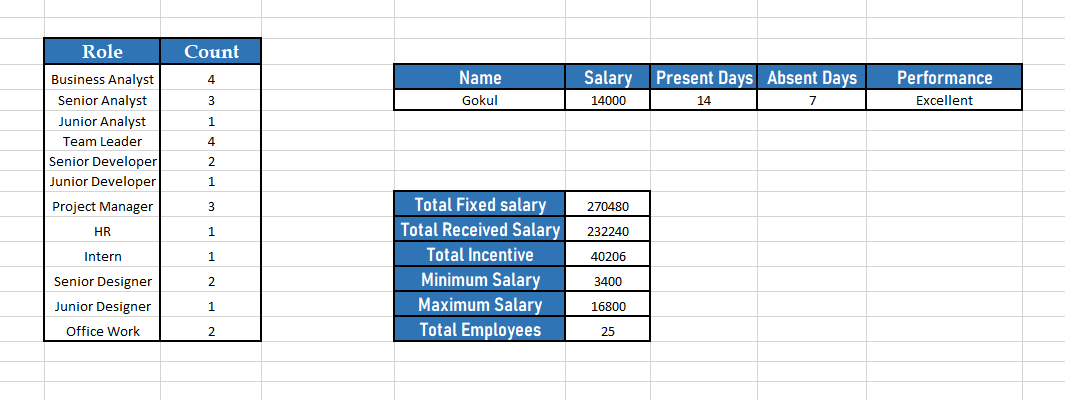 Role Count
Business Analyst 4
Senior Analyst 3
Junior Analyst 1
Team Leader 4
Senior Developer 2
Junior Developer 1
Project Manager 3
HR 1
Intern 1
Senior Designer 2
Junior Designer 1
Office Work 2
Name Salary Present Days Absent Days Performance
Gokul 14000 14 7 Excellent
Total Fixed salary 270480
Total Received Salary 232240
Total Incentive 40206
Minimum Salary 3400
Maximum Salary 16800
Total Employees 25